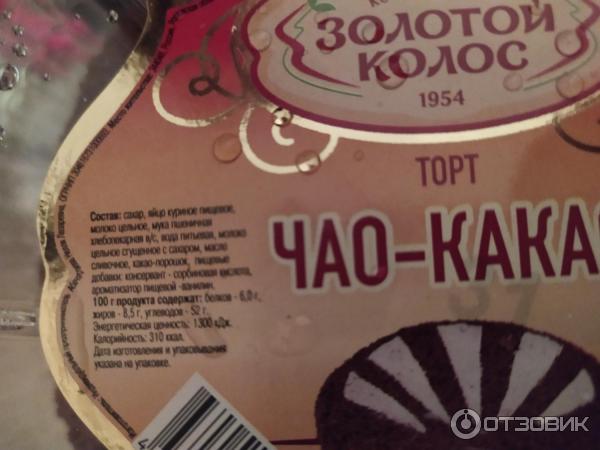 ЗОЛОТОЙ
КОЛОС
1954
ТОРТ
ЧАО-КАКА
Состав: сахар, яйцо куриное пищевое,
молоко цельное, мука пшеничная
хлебопекарная в/с, вода питьевая, молоко
цельное сгущенное с сахаром, масло
сливочное, какао-порошок, пищевые
добавки: консервант - сорбиновая кислота,
ароматизатор пищевой -ванилин.
100 г продукта содержат: белков - 6,0 г,
жиров - 8,5 г, углеводов - 52 г.
Энергетическая ценность: 1300 кДж.
Калорийность: 310 ккал.
Дата изготовления и упаковывания
указана на упаковке.
ОТЗОВИК